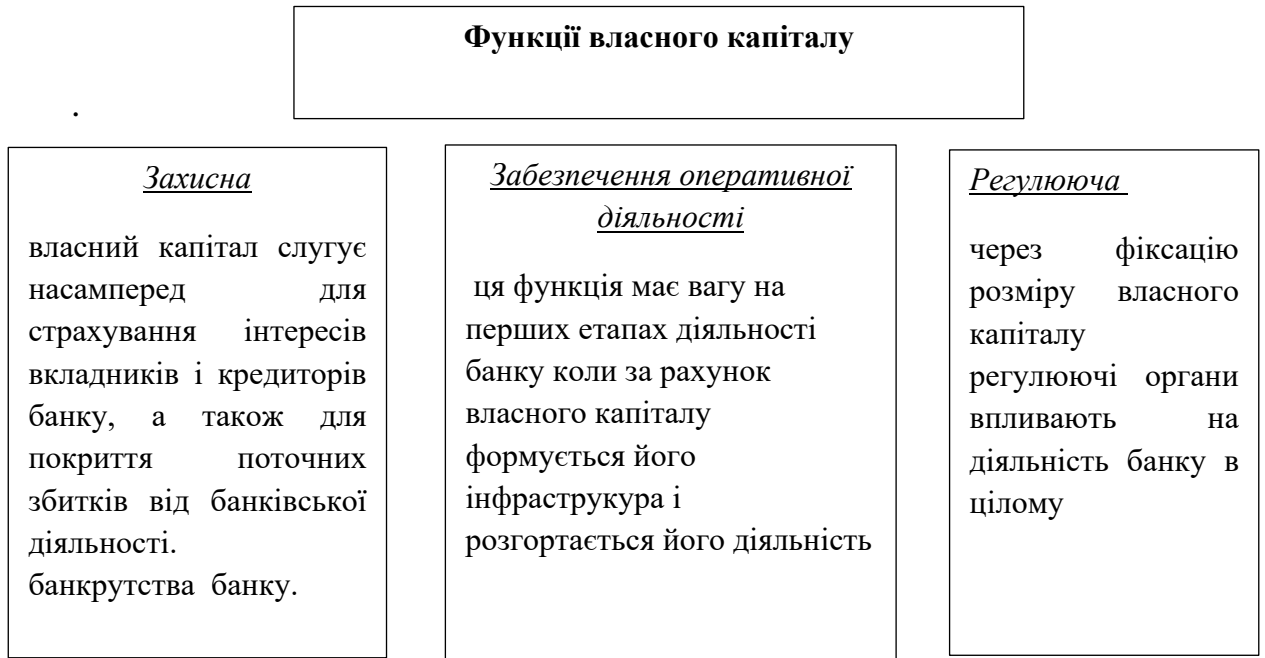 Функції власного капіталу
.
Захисна
власний капітал слугує
насамперед для
страхування інтересів
вкладників і кредиторів
банку, а також для
покриття поточних
збитків від банківської
діяльності.
банкрутства банку.
Забезпечення оперативної
діяльності
ця функція має вагу на
перших етапах діяльності
банку коли за рахунок
власного капіталу
формується його
інфраструкура і
розгортається його діяльність
Регулююча
через фіксацію
розміру власного
капіталу
регулюючі органи
впливають на
діяльність банку в
цілому